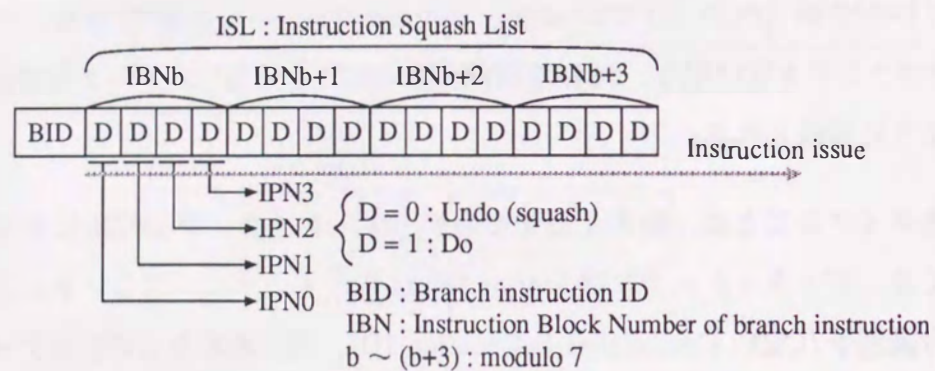 ISL : Instruction Squash List
IBNb IBNb+1 IBNb+2 IBNb+3
BID D D D D D D D D D D D D D D D D
Instruction issue
IPN3
IPN2
IPN1
IPN0
D = 0 : Undo (squash)
D = 1 : Do
BID : Branch instruction ID
IBN : Instruction Block Number of branch instruction
b ~ (b+3) : modulo 7